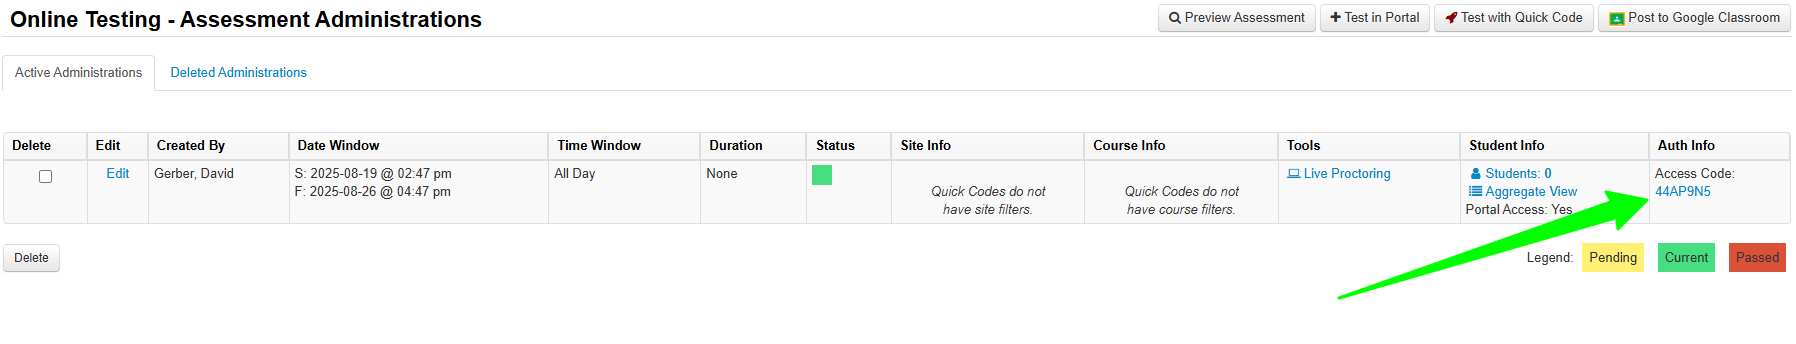 Online Testing - Assessment Administrations
Preview Assessment
Test in Portal
Test with Quick Code
Post to Google Classroom
Active Administrations
Deleted Administrations
Delete Edit Created By Date Window Time Window Duration Status Site Info Course Info Tools Student Info Auth Info
Edit
Gerber, David
S: 2025-08-19 @ 02:47 pm
F: 2025-08-26 @ 04:47 pm
All Day
None
Quick Codes do not
have site filters.
Quick Codes do not
have course filters.
Live Proctoring
Students: 0
Aggregate View
Portal Access: Yes
Access Code:
44AP9N5
Delete
Legend: Pending Current Passed